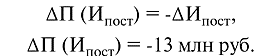 ΔП (Ипост) = -ΔИпост,
ΔП (Ипост) = -13 млн руб.